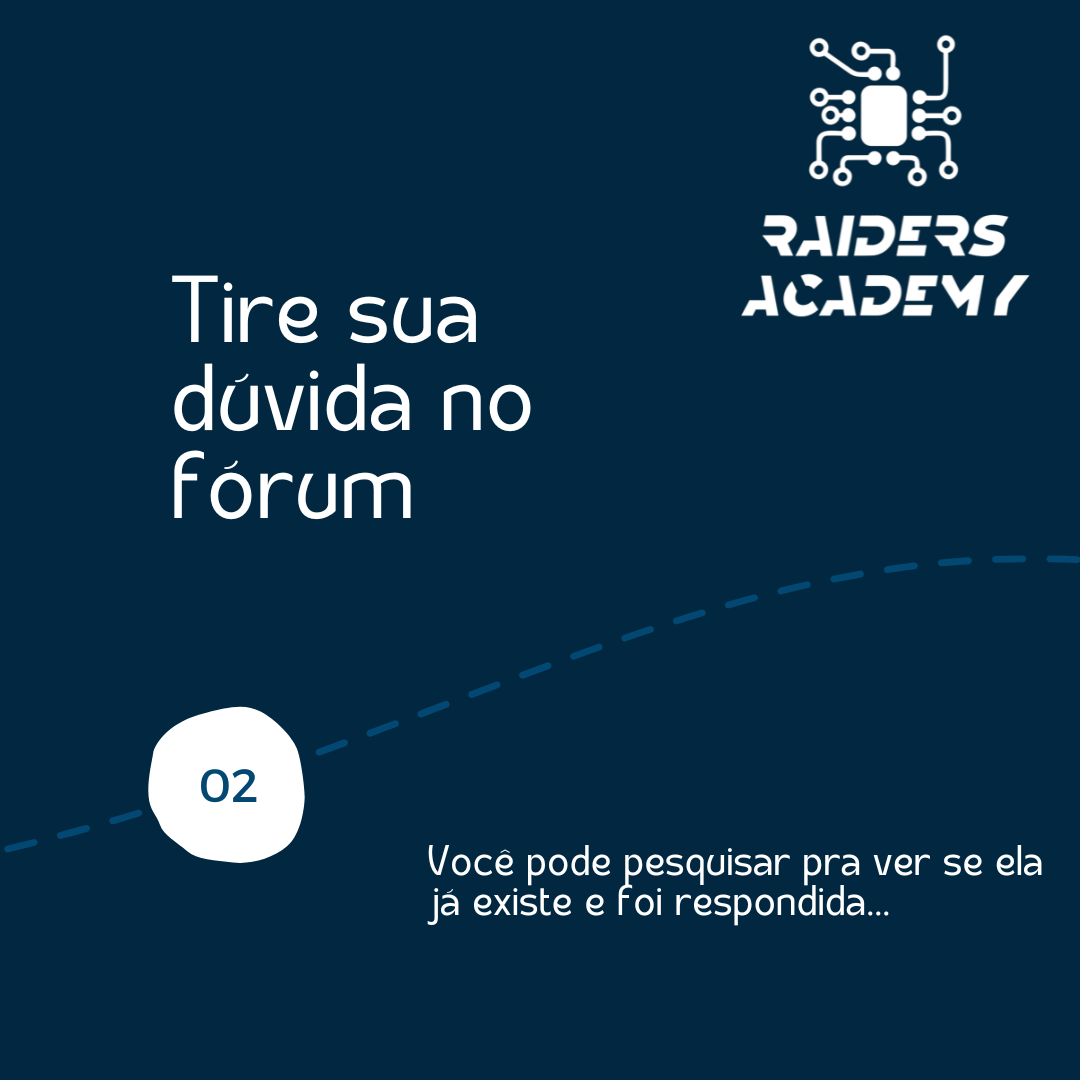 RAIDERS
ACADEMY
Tire sua
dúvida no
fórum
02
Você pode pesquisar pra ver se ela
já existe e foi respondida...